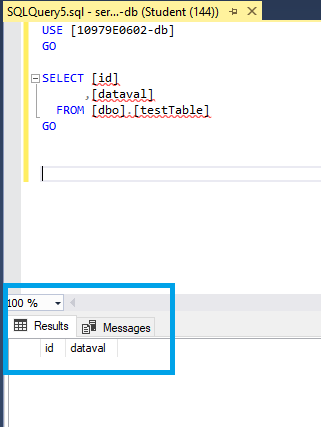 SQLQuery5.sql - ser...-db (Student (144))
USE [10979E0602-db]
GO
SELECT [id]
,[dataval]
FROM [dbo].[testTable]
GO
100 %
Results Messages
id dataval